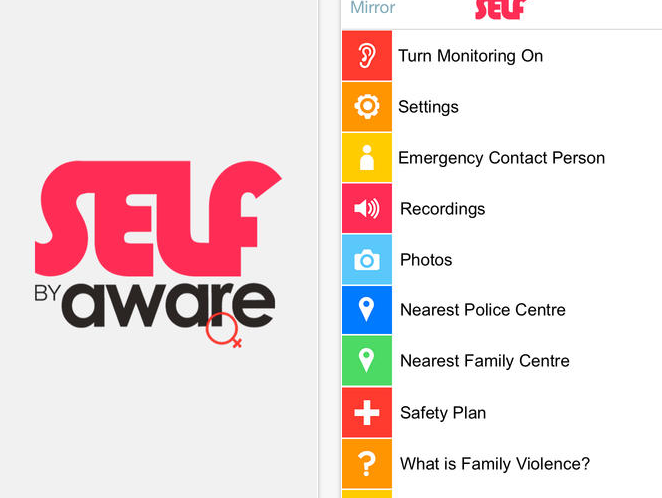 SELF
BY aware
Mirror
SELF
Turn Monitoring On
Settings
Emergency Contact Person
Recordings
Photos
Nearest Police Centre
Nearest Family Centre
Safety Plan
What is Family Violence?